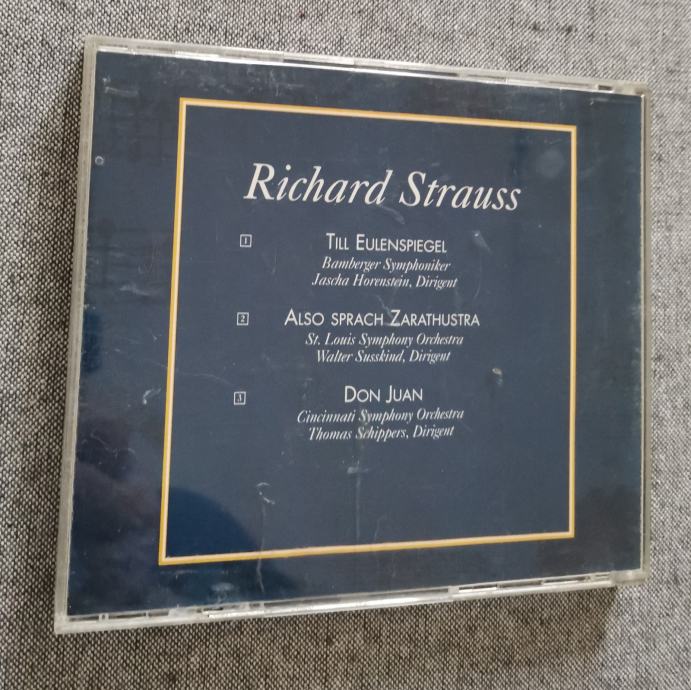 Richard Strauss
1 TILL EULENSPIEGEL
Bamberger Symphoniker
Jascha Horenstein, Dirigent
2 ALSO SPRACH ZARATHUSTRA
St. Louis Symphony Orchestra
Walter Susskind, Dirigent
3 DON JUAN
Cincinnati Symphony Orchestra
Thomas Schippers, Dirigent